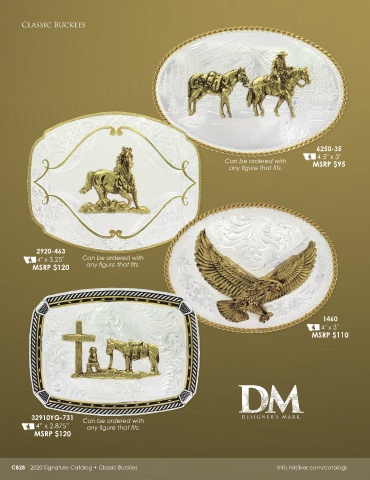 Classic Buckles
6250-35
4.5" x 3"
MSRP $95
Can be ordered with
any figure that fits.
2920-463
4" x 3.25"
MSRP $120
Can be ordered with
any figure that fits.
1460
4" x 3"
MSRP $110
32910YG-731
4" x 2.875"
MSRP $120
Can be ordered with
any figure that fits.
DM
DESIGNER'S MARK
C828 2020 Signature Catalog • Classic Buckles
info.mtsilver.com/catalogs